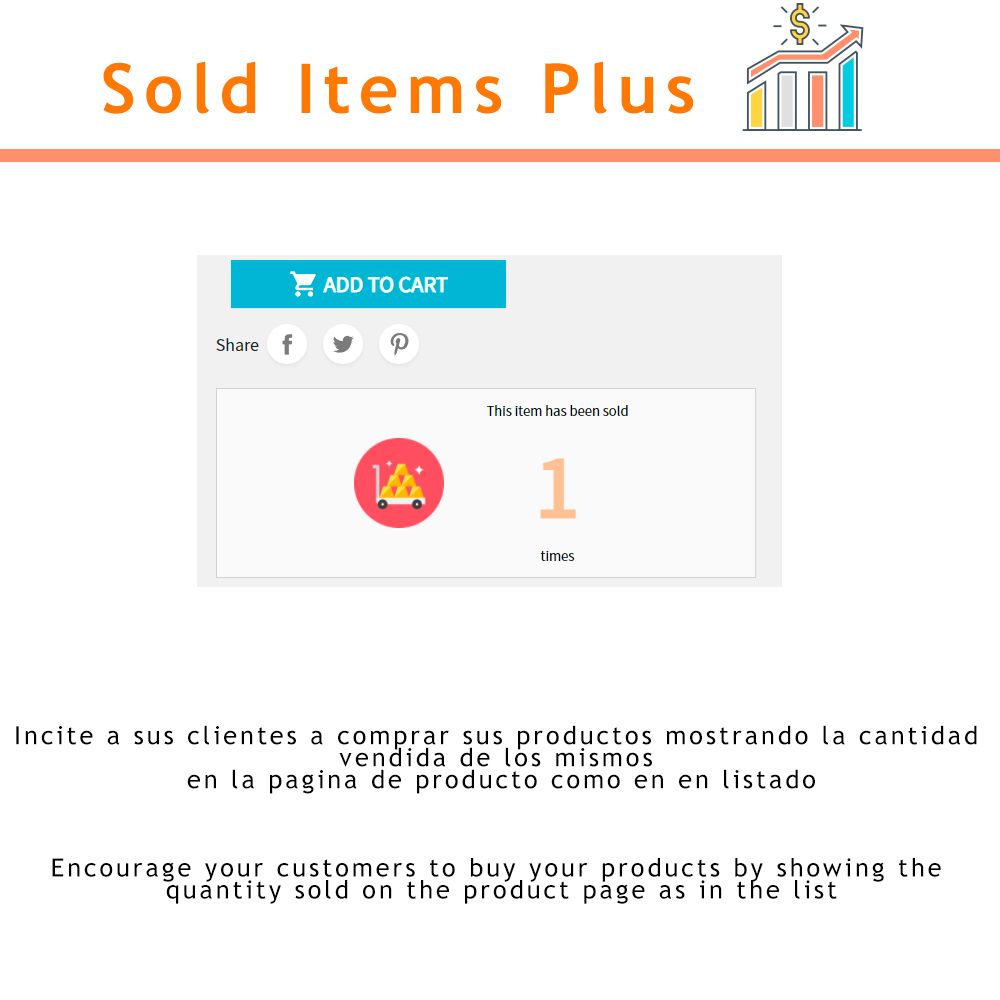 Sold Items Plus
$
ADD TO CART
Share
This item has been sold
1
times
Incite a sus clientes a comprar sus productos mostrando la cantidad
vendida de los mismos
en la pagina de producto como en en listado
Encourage your customers to buy your products by showing the
quantity sold on the product page as in the list